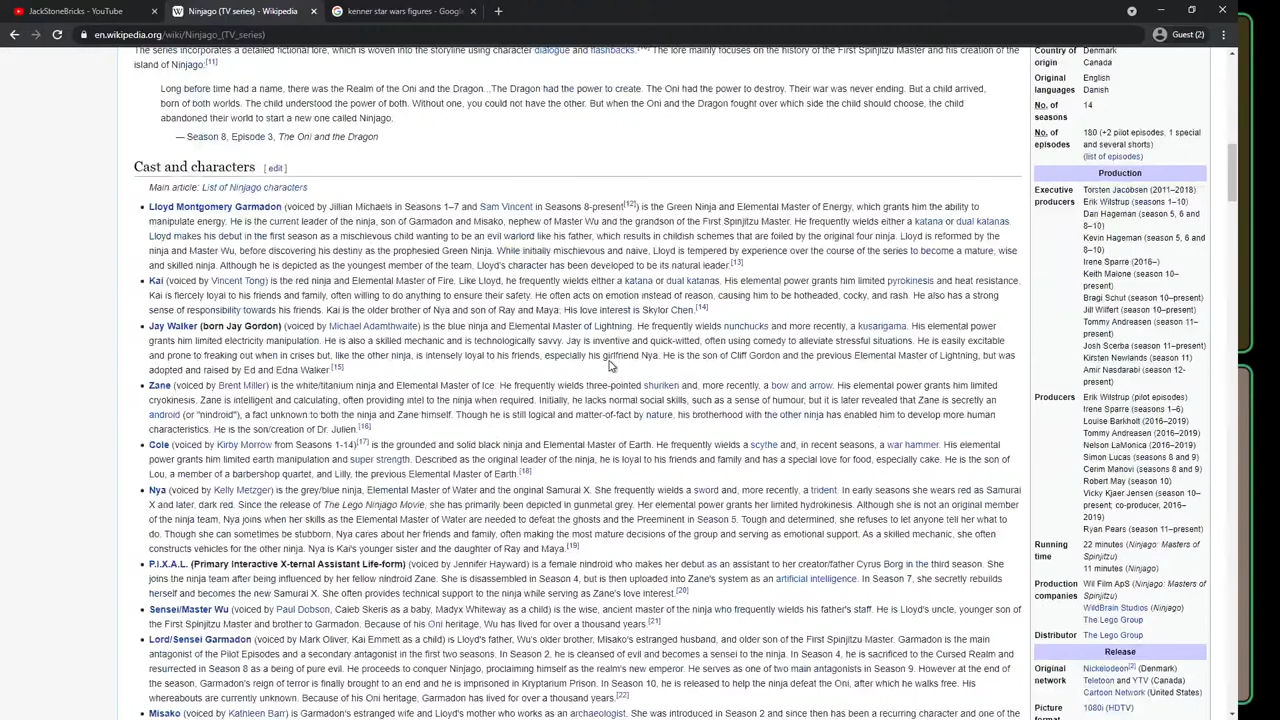 JackStoneBricks - YouTube
Ninjago (TV series) - Wikipedia
kenner star wars figures - Google
en.wikipedia.org/wiki/Ninjago_(TV_series)
Guest (2)
The series incorporates a detailed fictional lore, which is woven into the storyline using character dialogue and flashbacks. The lore mainly focuses on the history of the First Spinjitzu Master and his creation of the
island of Ninjago:[11]
Long before time had a name, there was the Realm of the Oni and the Dragon...The Dragon had the power to create. The Oni had the power to destroy. Their war was never ending. But a child arrived,
born of both worlds. The child understood the power of both. Without one, you could not have the other. But when the Oni and the Dragon fought over which side the child should choose, the child
abandoned their world to start a new one called Ninjago.
— Season 8, Episode 3, The Oni and the Dragon
Cast and characters [ edit ]
Main article: List of Ninjago characters
• Lloyd Montgomery Garmadon (voiced by Jillian Michaels in Seasons 1–7 and Sam Vincent in Seasons 8-present[12]) is the Green Ninja and Elemental Master of Energy, which grants him the ability to
manipulate energy. He is the current leader of the ninja, son of Garmadon and Misako, nephew of Master Wu and the grandson of the First Spinjitzu Master. He frequently wields either a katana or dual katanas.
Lloyd makes his debut in the first season as a mischievous child wanting to be an evil warlord like his father, which results in childish schemes that are foiled by the original four ninja. Lloyd is reformed by the
ninja and Master Wu, before discovering his destiny as the prophesied Green Ninja. While initially mischievous and naive, Lloyd is tempered by experience over the course of the series to become a mature, wise
and skilled ninja. Although he is depicted as the youngest member of the team, Lloyd's character has been developed to be its natural leader.[13]
• Kai (voiced by Vincent Tong) is the red ninja and Elemental Master of Fire. Like Lloyd, he frequently wields either a katana or dual katanas. His elemental power grants him limited pyrokinesis and heat resistance.
Kai is fiercely loyal to his friends and family, often willing to do anything to ensure their safety. He often acts on emotion instead of reason, causing him to be hotheaded, cocky, and rash. He also has a strong
sense of responsibility towards his friends. Kai is the older brother of Nya and son of Ray and Maya. His love interest is Skylor Chen.[14]
• Jay Walker (born Jay Gordon) (voiced by Michael Adamthwaite) is the blue ninja and Elemental Master of Lightning. He frequently wields nunchucks and more recently, a kusarigama. His elemental power
grants him limited electricity manipulation. He is also a skilled mechanic and is technologically savvy. Jay is inventive and quick-witted, often using comedy to alleviate stressful situations. He is easily excitable
and prone to freaking out when in crises but, like the other ninja, is intensely loyal to his friends, especially his girlfriend Nya. He is the son of Cliff Gordon and the previous Elemental Master of Lightning, but was
adopted and raised by Ed and Edna Walker.[15]
• Zane (voiced by Brent Miller) is the white/titanium ninja and Elemental Master of Ice. He frequently wields three-pointed shuriken and, more recently, a bow and arrow. His elemental power grants him limited
cryokinesis. Zane is intelligent and calculating, often providing intel to the ninja when required. Initially, he lacks normal social skills, such as a sense of humour, but it is later revealed that Zane is secretly an
android (or "nindroid"), a fact unknown to both the ninja and Zane himself. Though he is still logical and matter-of-fact by nature, his brotherhood with the other ninja has enabled him to develop more human
characteristics. He is the son/creation of Dr. Julien.[16]
• Cole (voiced by Kirby Morrow from Seasons 1-14)[17] is the grounded and solid black ninja and Elemental Master of Earth. He frequently wields a scythe and, in recent seasons, a war hammer. His elemental
power grants him limited earth manipulation and super strength. Described as the original leader of the ninja, he is loyal to his friends and family and has a special love for food, especially cake. He is the son of
Lou, a member of a barbershop quartet, and Lilly, the previous Elemental Master of Earth.[18]
• Nya (voiced by Kelly Metzger) is the grey/blue ninja, Elemental Master of Water and the original Samurai X. She frequently wields a sword and, more recently, a trident. In early seasons she wears red as Samurai
X and later, dark red. Since the release of The Lego Ninjago Movie, she has primarily been depicted in gunmetal grey. Her elemental power grants her limited hydrokinesis. Although she is not an original member
of the ninja team, Nya joins when her skills as the Elemental Master of Water are needed to defeat the ghosts and the Preeminent in Season 5. Tough and determined, she refuses to let anyone tell her what to
do. Though she can sometimes be stubborn, Nya cares about her friends and family, often making the most mature decisions of the group and serving as emotional support. As a skilled mechanic, she often
constructs vehicles for the other ninja. Nya is Kai's younger sister and the daughter of Ray and Maya.[19]
• P.I.X.A.L. (Primary Interactive X-ternal Assistant Life-form) (voiced by Jennifer Hayward) is a female nindroid who makes her debut as an assistant to her creator/father Cyrus Borg in the third season. She
joins the ninja team after being influenced by her fellow nindroid Zane. She is disassembled in Season 4, but is then uploaded into Zane's system as an artificial intelligence. In Season 7, she secretly rebuilds
herself and becomes the new Samurai X. She often provides technical support to the ninja while serving as Zane's love interest.[20]
• Sensei/Master Wu (voiced by Paul Dobson, Caleb Skeris as a baby, Madyx Whiteway as a child) is the wise, ancient master of the ninja who frequently wields his father's staff. He is Lloyd's uncle, younger son of
the First Spinjitzu Master and brother to Garmadon. Because of his Oni heritage, Wu has lived for over a thousand years.[21]
• Lord/Sensei Garmadon (voiced by Mark Oliver, Kai Emmett as a child) is Lloyd's father, Wu's older brother, Misako's estranged husband, and older son of the First Spinjitzu Master. Garmadon is the main
antagonist of the Pilot Episodes and a secondary antagonist in the first two seasons. In Season 2, he is cleansed of evil and becomes a sensei to the ninja. In Season 4, he is sacrificed to the Cursed Realm and
resurrected in Season 8 as a being of pure evil. He proceeds to conquer Ninjago, proclaiming himself as the realm's new emperor. He serves as one of two main antagonists in Season 9. However at the end of
the season, Garmadon's reign of terror is finally brought to an end and he is imprisoned in Kryptarium Prison. In Season 10, he is released to help the ninja defeat the Oni, after which he walks free. His
whereabouts are currently unknown. Because of his Oni heritage, Garmadon has lived for over a thousand years.[22]
• Misako (voiced by Kathleen Barr) is Garmadon's estranged wife and Lloyd's mother who works as an archaeologist. She was introduced in Season 2 and since then has been a recurring character and one of the
Country of
origin
Denmark
Canada
Original
languages
English
Danish
No. of
seasons
14
No. of
episodes
180 (+2 pilot episodes, 1 special
and several shorts)
(list of episodes)
Production
Executive
producers
Torsten Jacobsen (2011–2018)
Erik Wilstrup (seasons 1–10)
Dan Hageman (season 5, 6 and
8–10)
Kevin Hageman (season 5, 6 and
8–10)
Irene Sparre (2016–)
Keith Malone (season 10–
present)
Bragi Schut (season 10–present)
Jill Wilfert (season 10–present)
Tommy Andreasen (season 11–
present)
Josh Scerba (season 11–present)
Kirsten Newlands (season 11)
Amir Nasdarabi (season 12-
present)
Producers
Erik Wilstrup (pilot episodes)
Irene Sparre (seasons 1–6)
Louise Barkholt (2016–2019)
Tommy Andreasen (2016–2019)
Nelson LaMonica (2016–2019)
Simon Lucas (seasons 8 and 9)
Cerim Manovi (seasons 8 and 9)
Robert May (season 10)
Vicky Kjaer Jensen (season 10–
present; co-producer, 2016–
2019)
Ryan Pears (season 11–present)
Running
time
22 minutes (Ninjago: Masters of
Spinjitzu)
11 minutes (Ninjago)
Production
companies
Wil Film ApS (Ninjago: Masters of
Spinjitzu)
WildBrain Studios (Ninjago)
The Lego Group
Distributor
The Lego Group
Release
Original
network
Nickelodeon[2] (Denmark)
Teletoon and YTV (Canada)
Cartoon Network (United States)
Picture
format
1080i (HDTV)